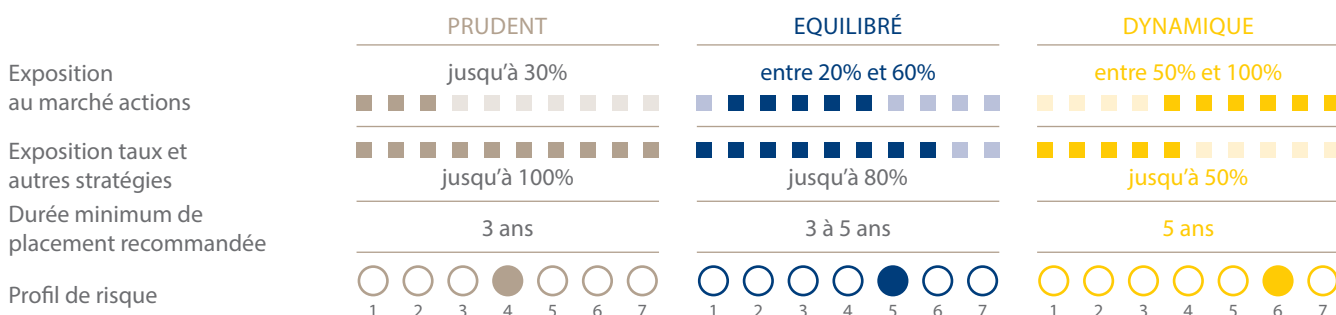 PRUDENT EQUILIBRÉ DYNAMIQUE
Exposition
au marché actions
jusqu'à 30% entre 20% et 60% entre 50% et 100%
Exposition taux et
autres stratégies
jusqu'à 100% jusqu'à 80% jusqu'à 50%
Durée minimum de
placement recommandée
3 ans 3 à 5 ans 5 ans
Profil de risque
1 2 3 4 5 6 7 1 2 3 4 5 6 7 1 2 3 4 5 6 7